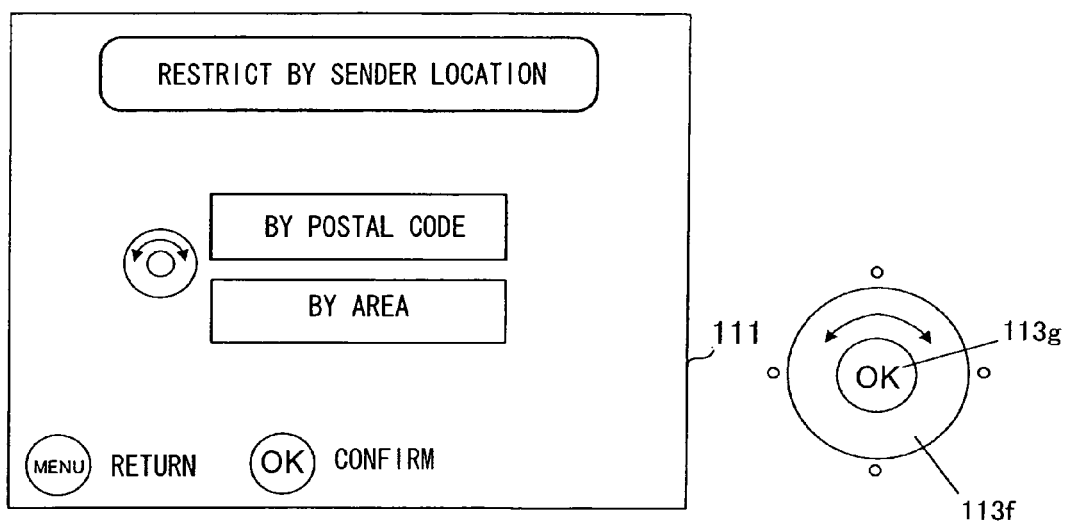 RESTRICT BY SENDER LOCATION
BY POSTAL CODE
BY AREA
111
113g
OK
MENU RETURN OK CONFIRM
113f